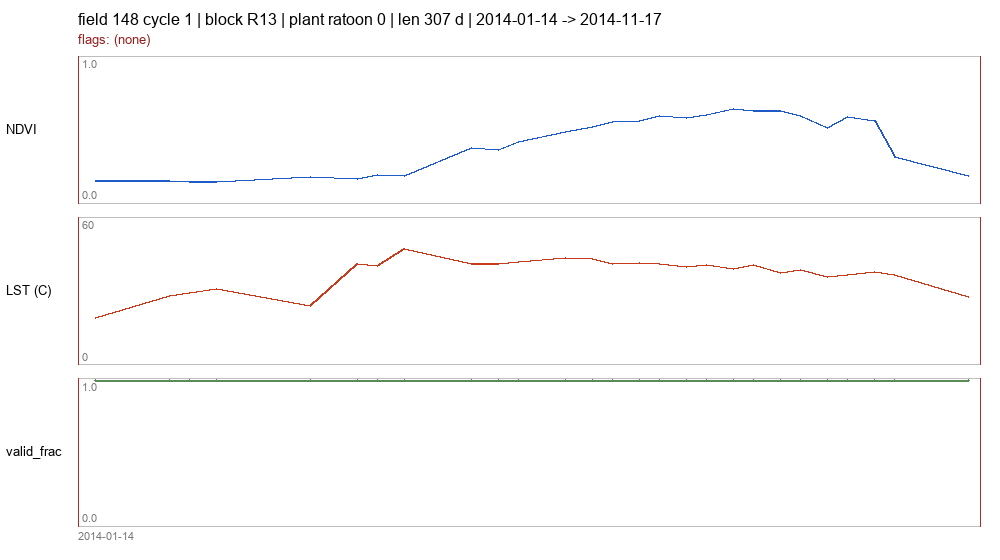 field 148 cycle 1 | block R13 | plant ratoon 0 | len 307 d | 2014-01-14 -> 2014-11-17
flags: (none)
1.0
NDVI
0.0
60
LST (C)
0
1.0
valid_frac
0.0
2014-01-14